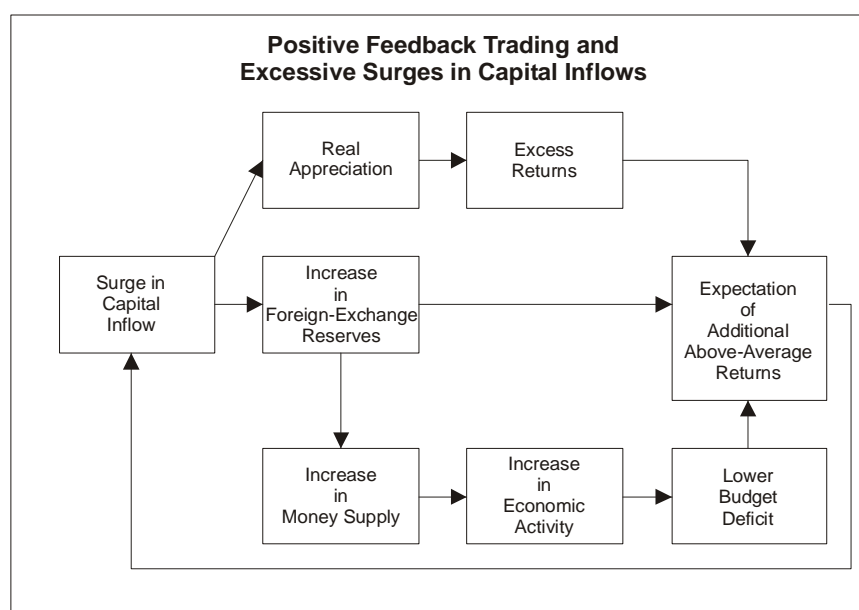 Positive Feedback Trading and
Excessive Surges in Capital Inflows
Real
Appreciation
Excess
Returns
Surge in
Capital
Inflow
Increase
in
Foreign-Exchange
Reserves
Expectation
of
Additional
Above-Average
Returns
Increase
in
Money Supply
Increase
in
Economic
Activity
Lower
Budget
Deficit